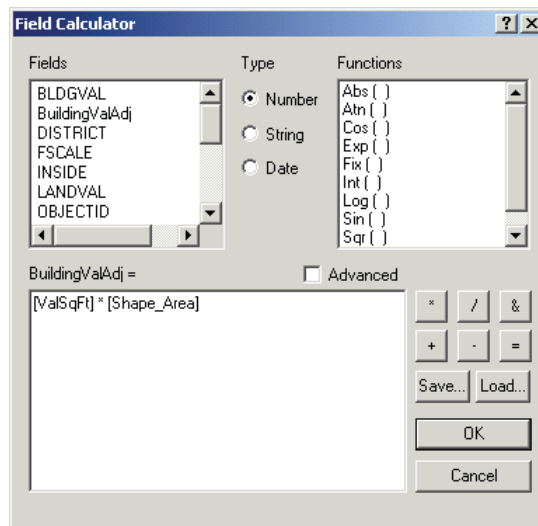 Field Calculator
Fields
Type
Functions
BLDGVAL
BuildingValAdj
DISTRICT
FSCALE
INSIDE
LANDVAL
OBJECTID
Number
String
Date
Abs ( )
Atn ( )
Cos ( )
Exp ( )
Fix ( )
Int ( )
Log ( )
Sin ( )
Sqr ( )
BuildingValAdj =
Advanced
[ValSqFt] * [Shape_Area]
* / &
+ - =
Save... Load...
OK
Cancel